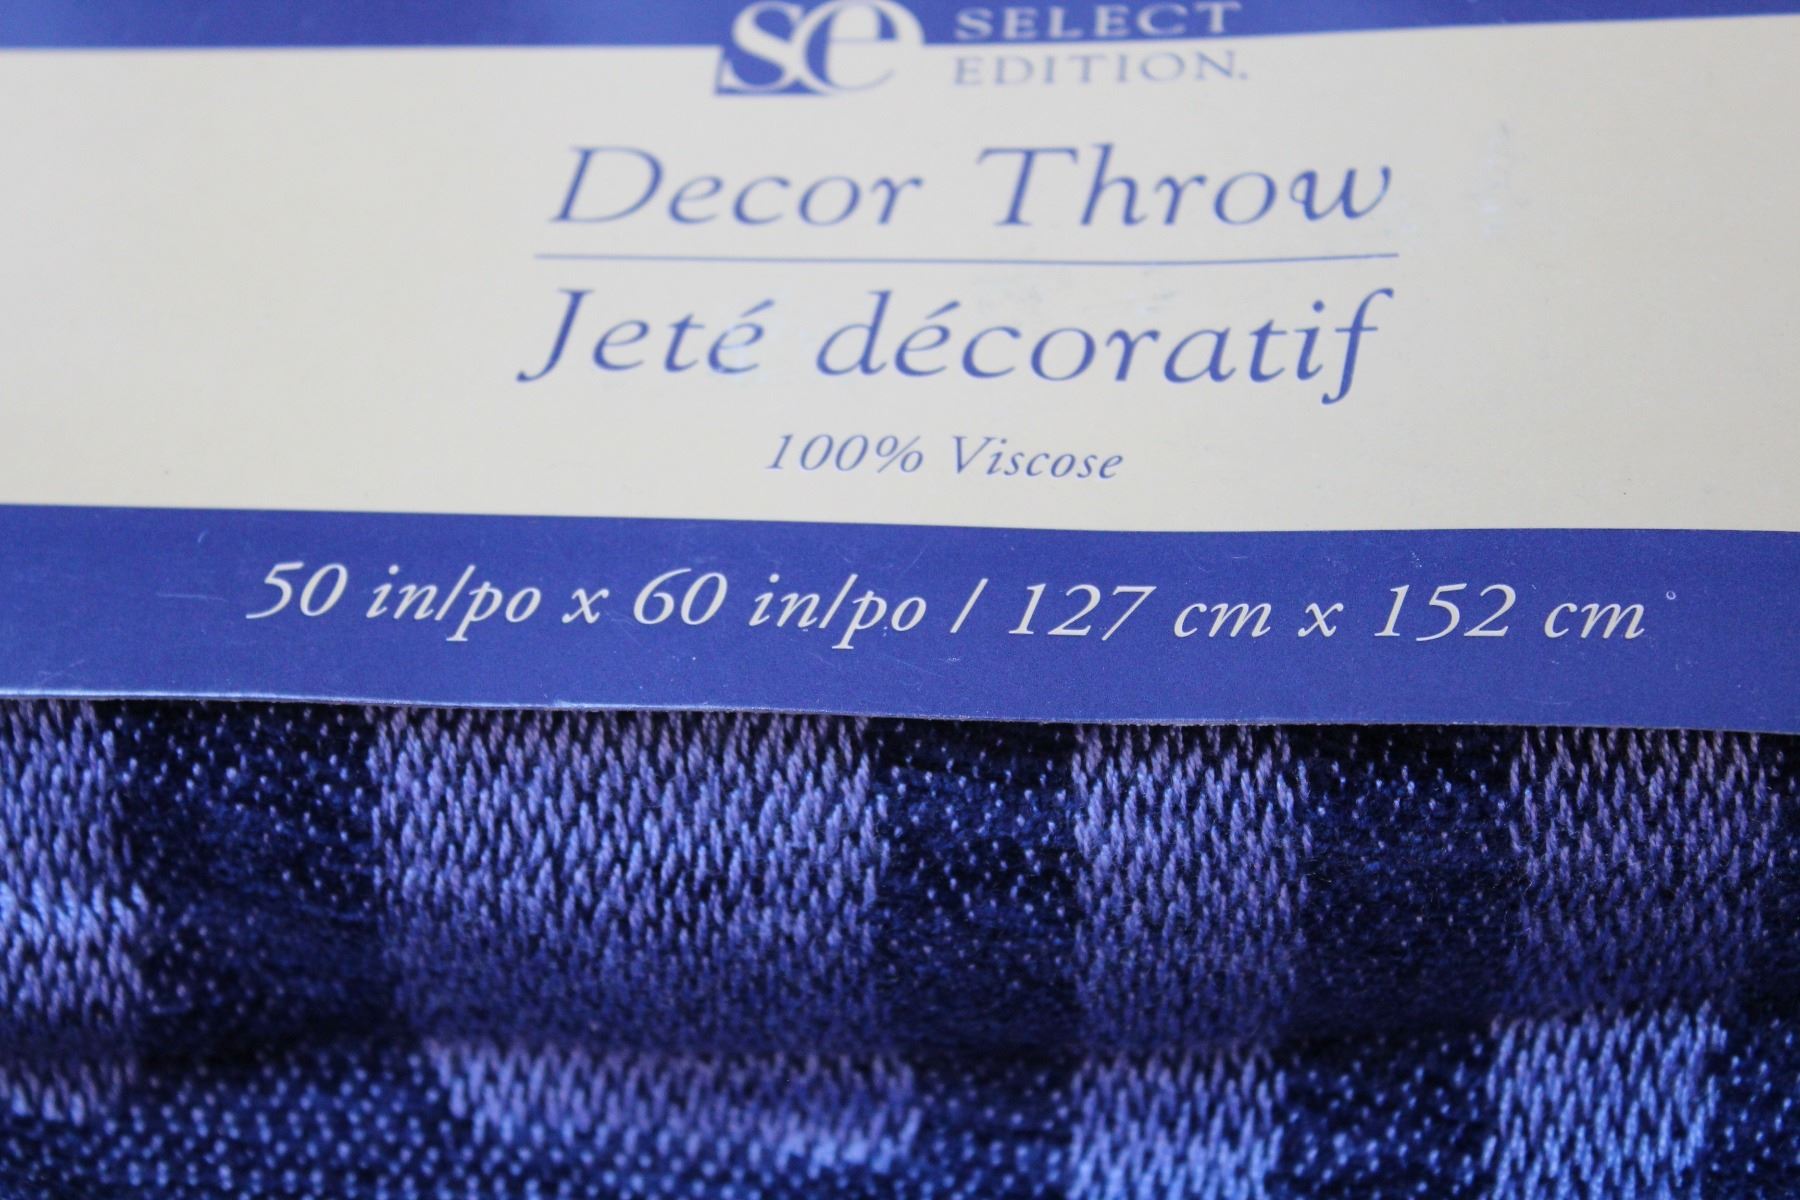 se SELECT
EDITION.
Decor Throw
Jeté décoratif
100% Viscose
50 in/po x 60 in/po / 127 cm x 152 cm